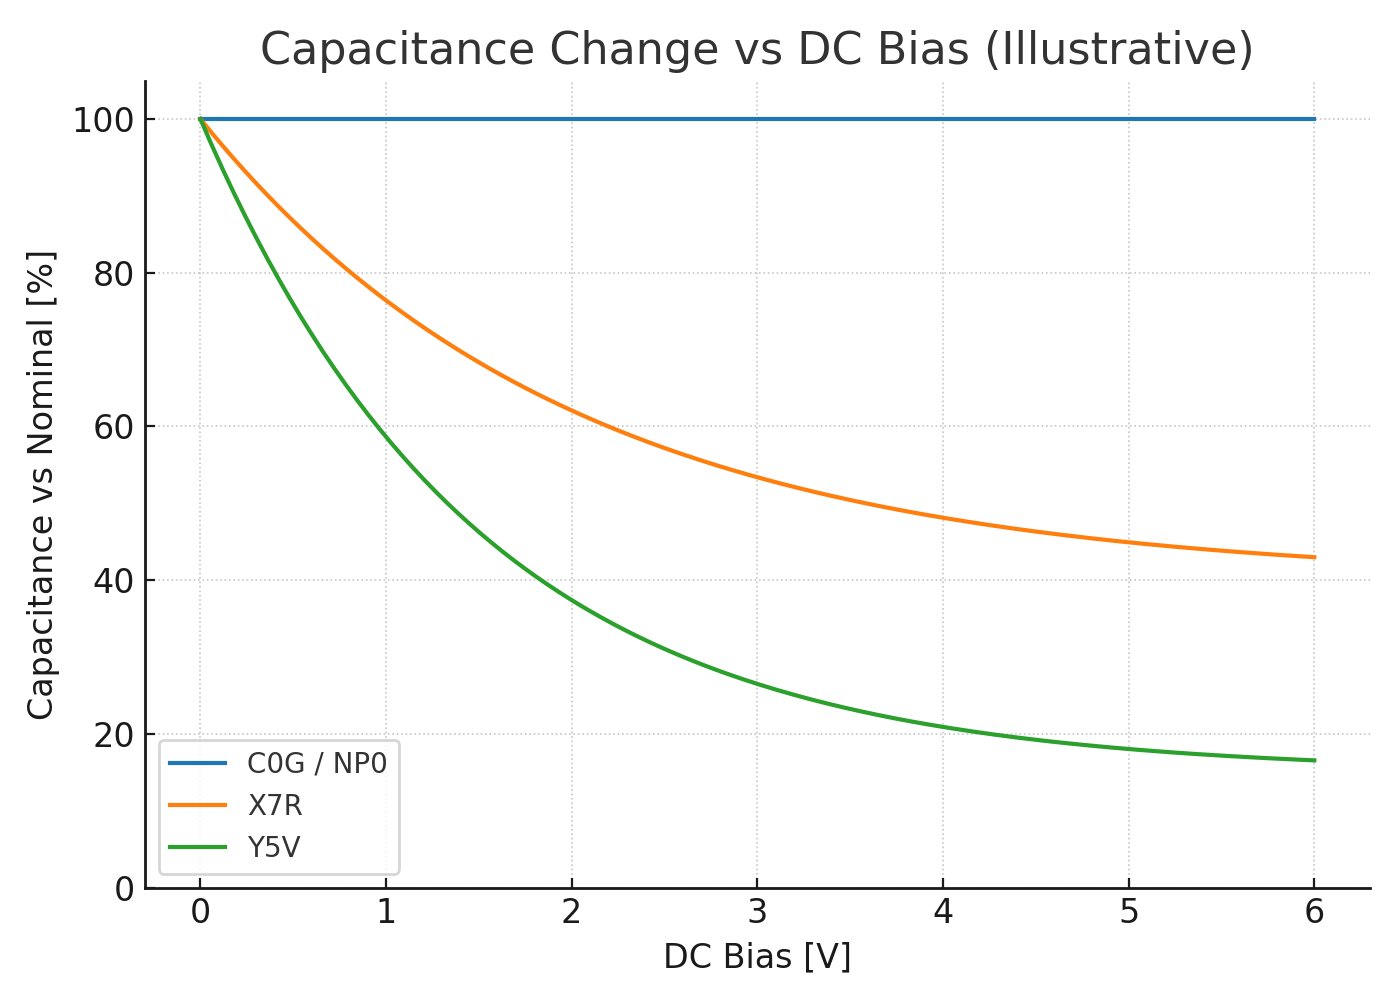 Capacitance Change vs DC Bias (Illustrative)
Capacitance vs Nominal [%]
100
80
60
40
20
0
C0G / NP0
X7R
Y5V
0 1 2 3 4 5 6
DC Bias [V]